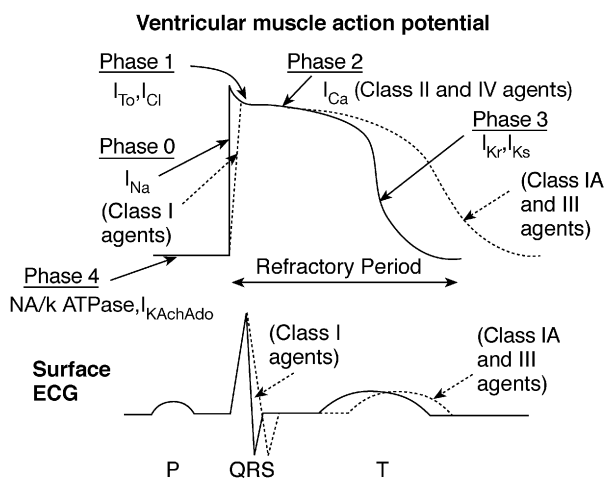 Ventricular muscle action potential
Phase 1
I_To,I_Cl
Phase 2
I_Ca (Class II and IV agents)
Phase 3
I_Kr,I_Ks
Phase 0
I_Na
(Class I
agents)
(Class IA
and III
agents)
Phase 4
NA/k ATPase,I_KAchAdo
Refractory Period
Surface
ECG
(Class I
agents)
(Class IA
and III
agents)
P
QRS
T